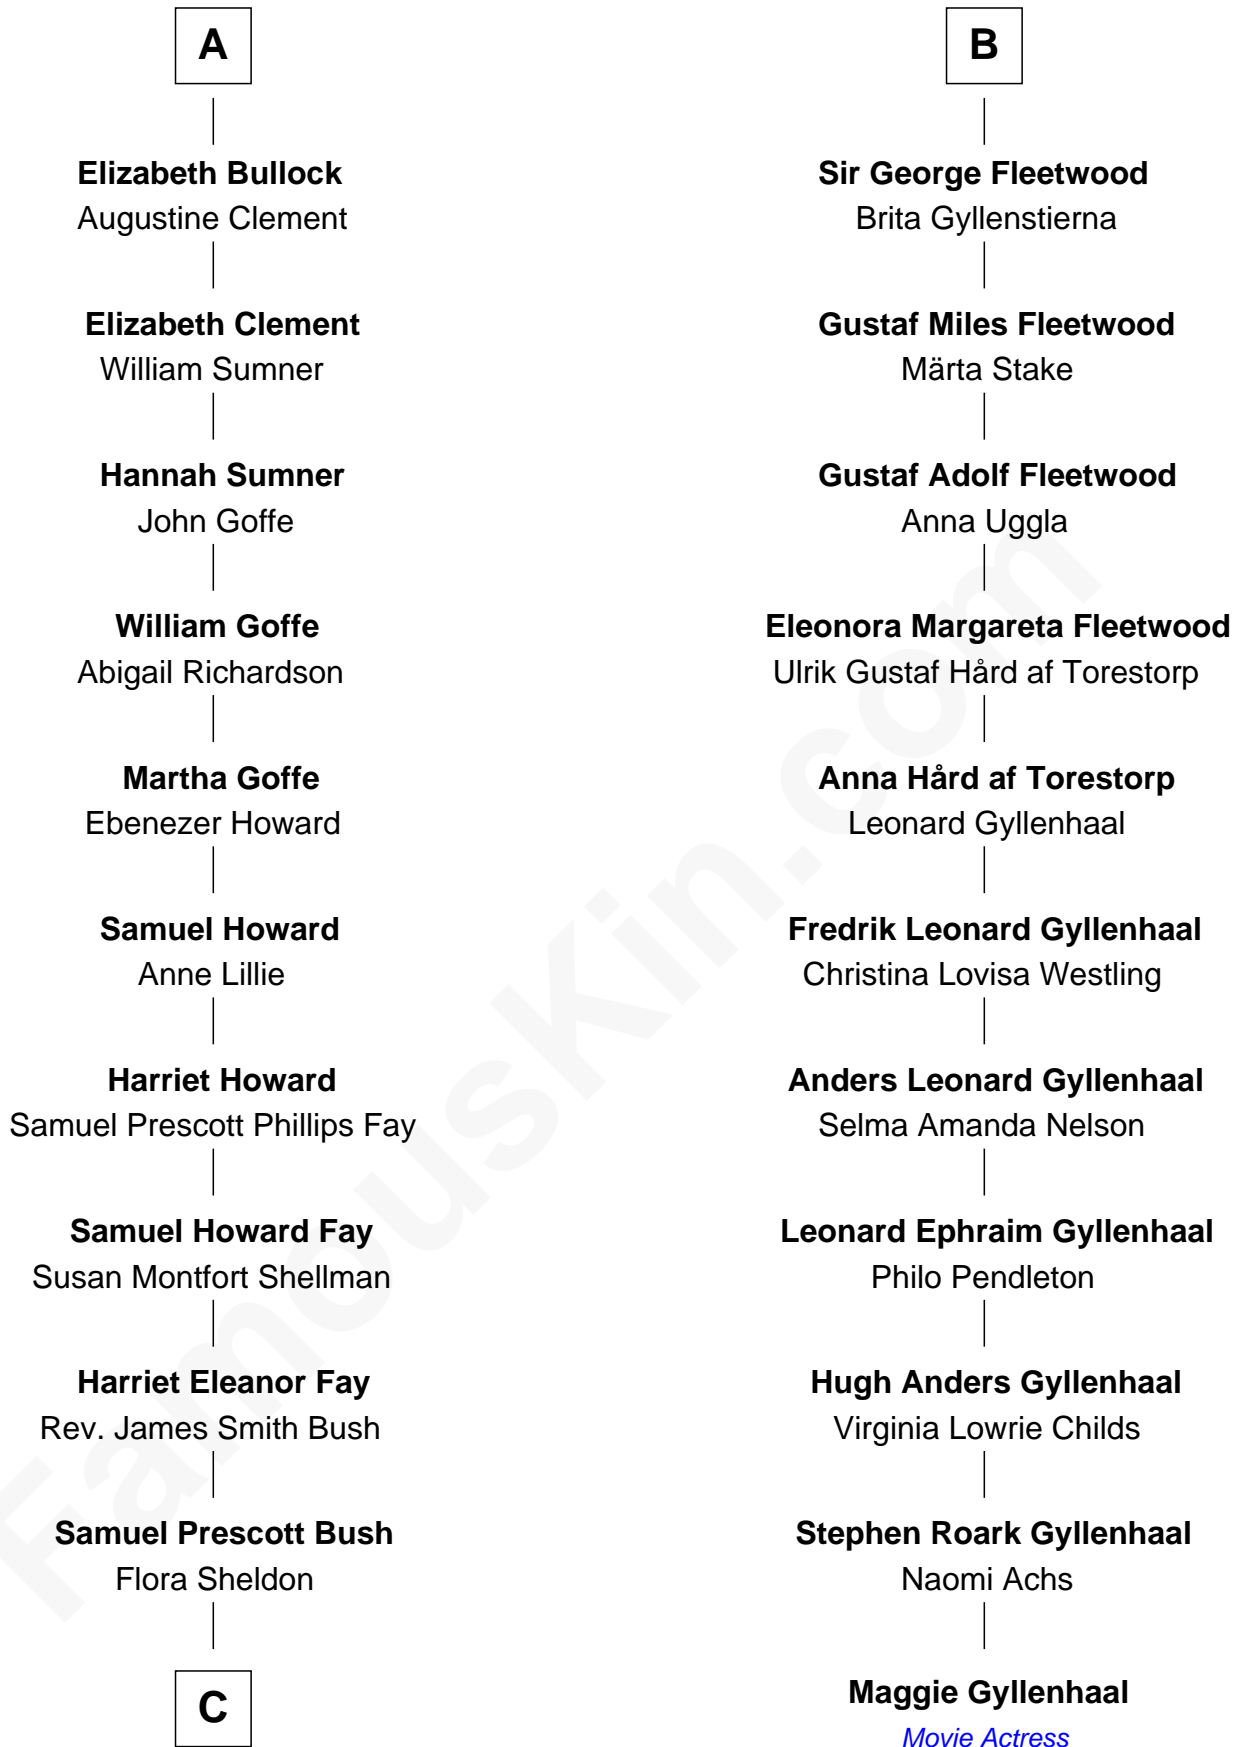 A
Elizabeth Bullock
Augustine Clement
Elizabeth Clement
William Sumner
Hannah Sumner
John Goffe
William Goffe
Abigail Richardson
Martha Goffe
Ebenezer Howard
Samuel Howard
Anne Lillie
Harriet Howard
Samuel Prescott Phillips Fay
Samuel Howard Fay
Susan Montfort Shellman
Harriet Eleanor Fay
Rev. James Smith Bush
Samuel Prescott Bush
Flora Sheldon
C
B
Sir George Fleetwood
Brita Gyllenstierna
Gustaf Miles Fleetwood
Märta Stake
Gustaf Adolf Fleetwood
Anna Uggla
Eleonora Margareta Fleetwood
Ulrik Gustaf Hård af Torestorp
Anna Hård af Torestorp
Leonard Gyllenhaal
Fredrik Leonard Gyllenhaal
Christina Lovisa Westling
Anders Leonard Gyllenhaal
Selma Amanda Nelson
Leonard Ephraim Gyllenhaal
Philo Pendleton
Hugh Anders Gyllenhaal
Virginia Lowrie Childs
Stephen Roark Gyllenhaal
Naomi Achs
Maggie Gyllenhaal
Movie Actress
FamousKin.com